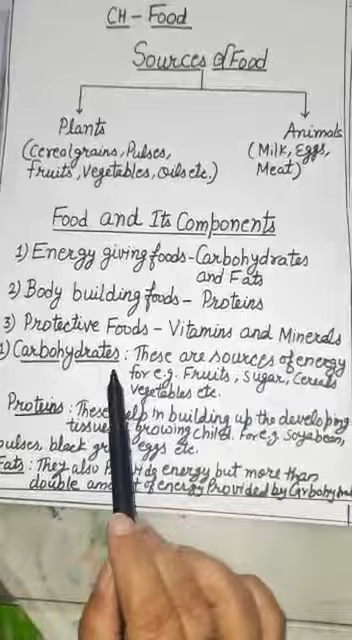 CH - Food
Sources of Food
Plants
(Cereal grains, Pulses,
fruits, vegetables, oils etc.)
Animals
(Milk, Eggs,
Meat)
Food and Its Components
1) Energy giving foods - Carbohydrates
and Fats
2) Body building foods - Proteins
3) Protective Foods - Vitamins and Minerals
1) Carbohydrates : These are sources of energy
for e.g. Fruits, Sugar, Cereals
vegetables etc.
Proteins : These help in building up the developing
tissues growing child. For e.g. Soyabean,
pulses, black eggs etc.
Fats : They also energy but more than
double of energy Provided by